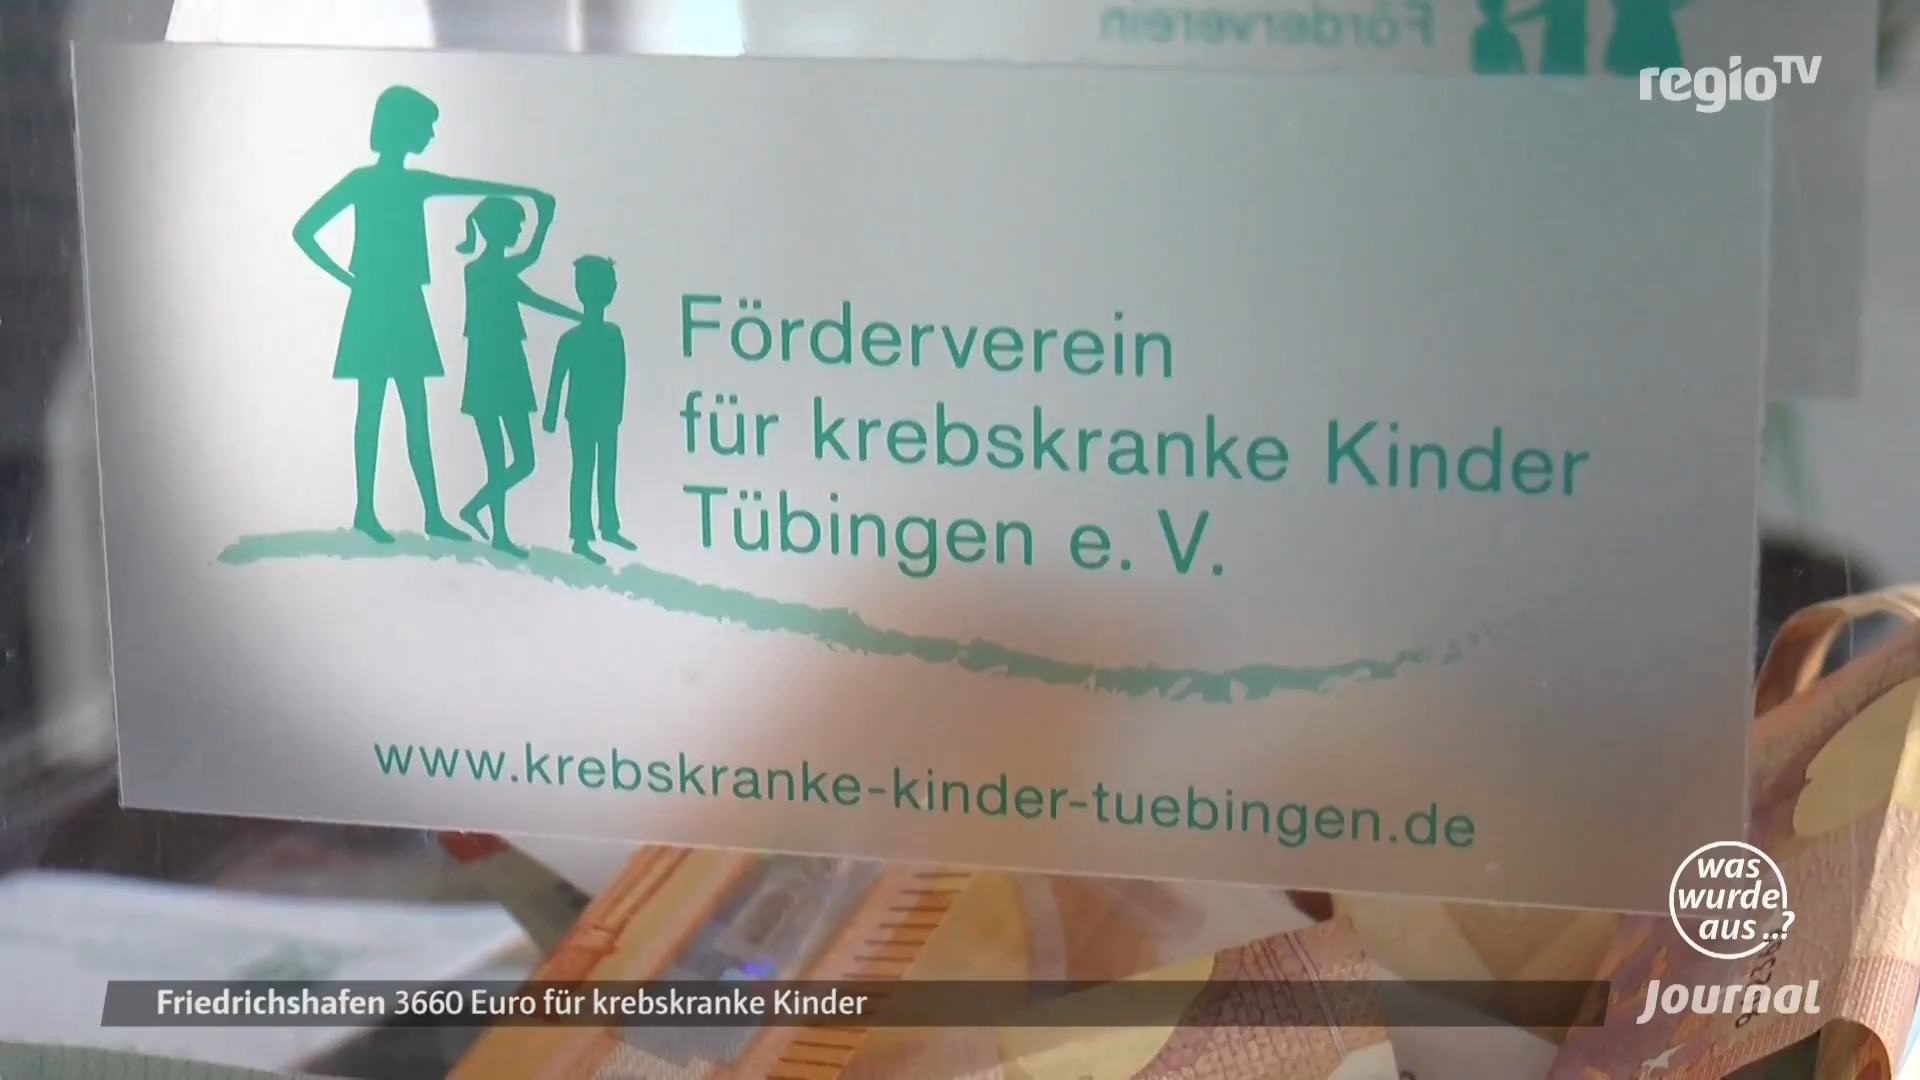 Förderverein
regioTV
Förderverein
für krebskranke Kinder
Tübingen e. V.
www.krebskranke-kinder-tuebingen.de
was
wurde
aus..?
Friedrichshafen 3660 Euro für krebskranke Kinder
Journal